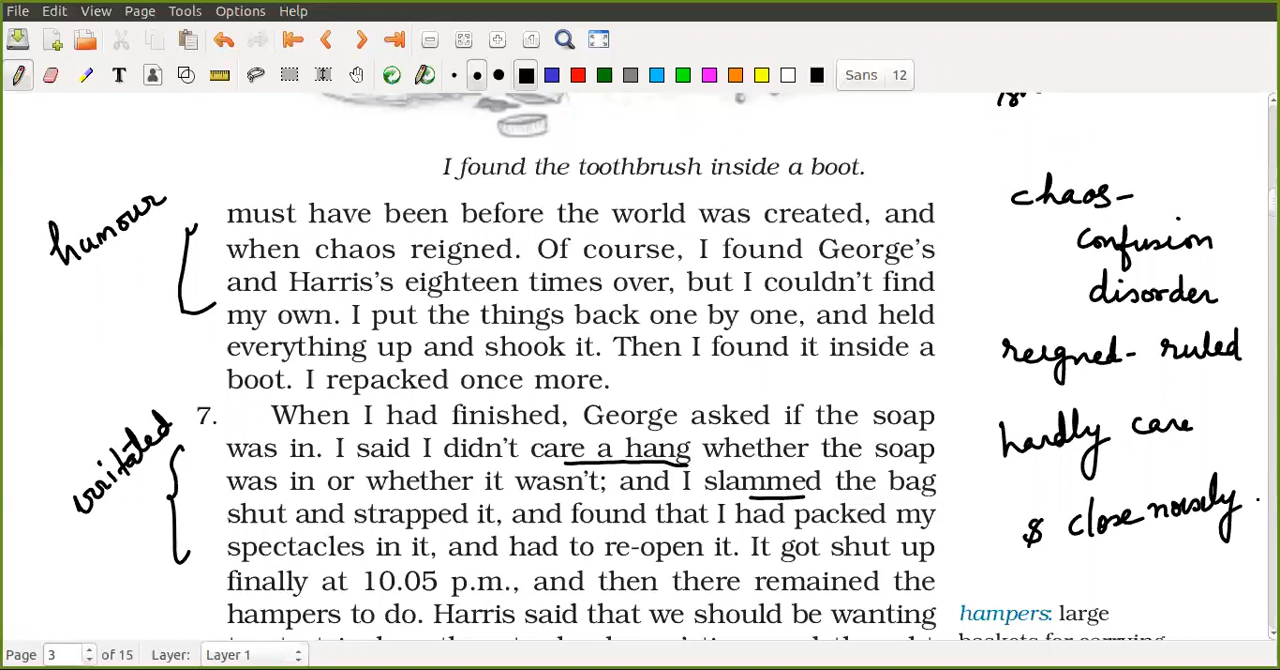 File Edit View Page Tools Options Help
Sans 12
I found the toothbrush inside a boot.
must have been before the world was created, and
when chaos reigned. Of course, I found George's
and Harris's eighteen times over, but I couldn't find
my own. I put the things back one by one, and held
everything up and shook it. Then I found it inside a
boot. I repacked once more.
7. When I had finished, George asked if the soap
was in. I said I didn't care a hang whether the soap
was in or whether it wasn't; and I slammed the bag
shut and strapped it, and found that I had packed my
spectacles in it, and had to re-open it. It got shut up
finally at 10.05 p.m., and then there remained the
hampers to do. Harris said that we should be wanting
humour
irritated
chaos-
confusion
disorder
reigned- ruled
hardly care
close noisely.
hampers: large
baskets for carrying
Page 3 of 15 Layer: Layer 1